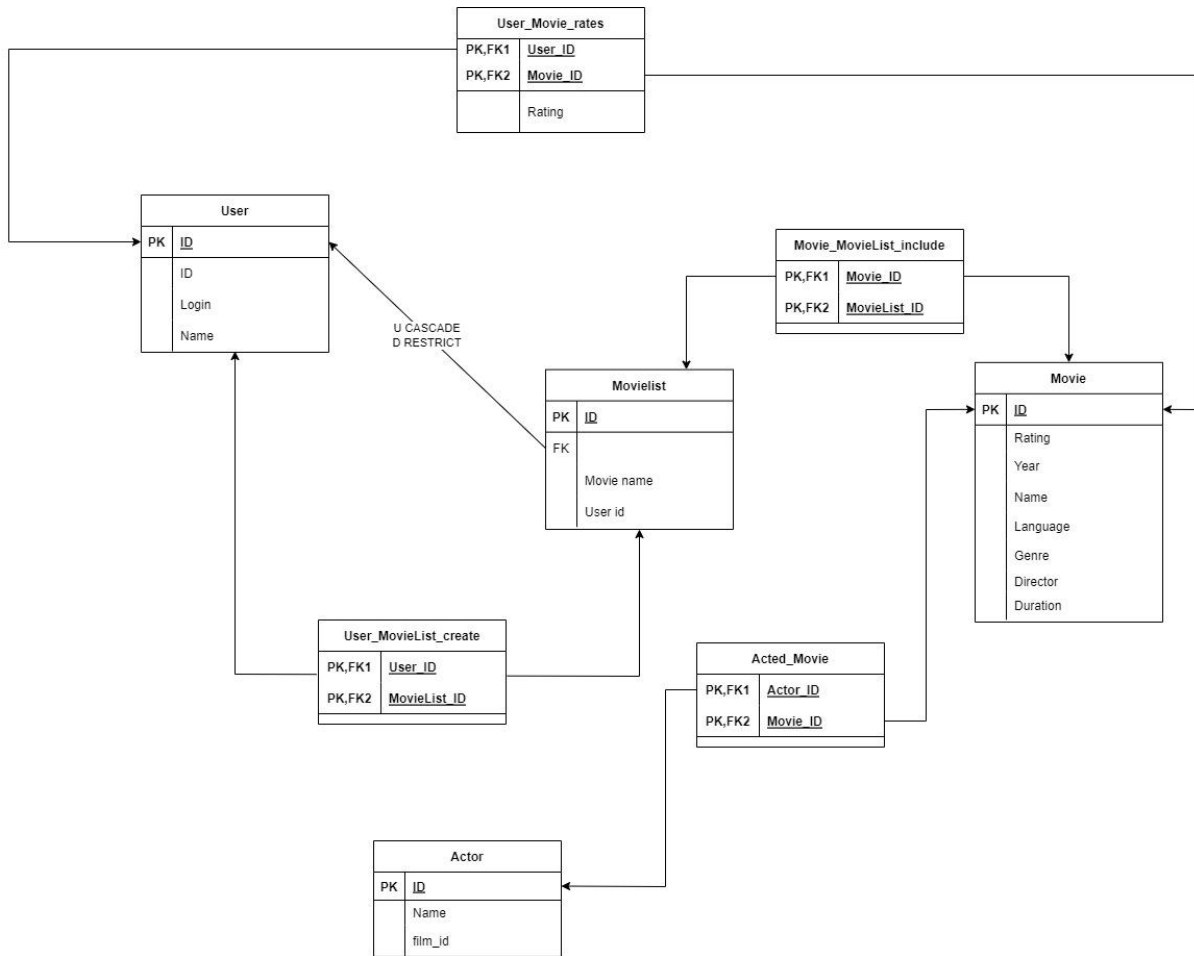 User_Movie_rates
PK,FK1 User_ID
PK,FK2 Movie_ID
Rating
User
PK ID
ID
Login
Name
U CASCADE
D RESTRICT
Movie_MovieList_include
PK,FK1 Movie_ID
PK,FK2 MovieList_ID
Movielist
PK ID
FK
Movie name
User id
Movie
PK ID
Rating
Year
Name
Language
Genre
Director
Duration
User_MovieList_create
PK,FK1 User_ID
PK,FK2 MovieList_ID
Acted_Movie
PK,FK1 Actor_ID
PK,FK2 Movie_ID
Actor
PK ID
Name
film_id